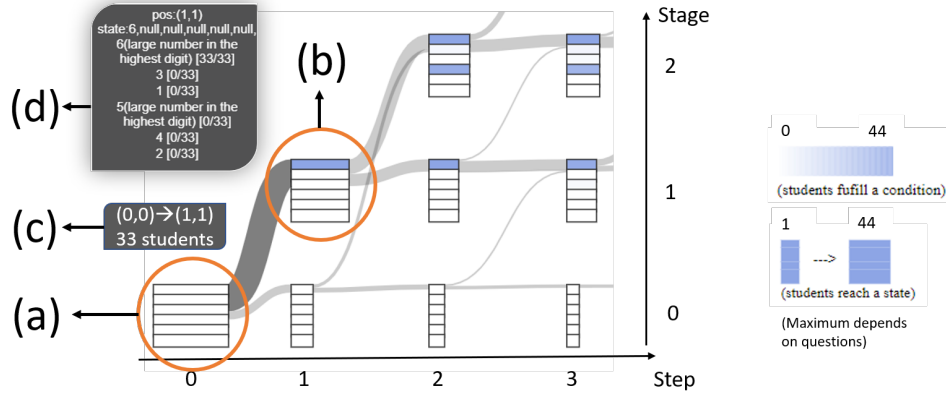 pos:(1,1)
state:6,null,null,null,null,null,
6(large number in the
highest digit) [33/33]
3 [0/33]
1 [0/33]
5(large number in the
highest digit) [0/33]
4 [0/33]
2 [0/33]
(d)
(b)
(c)
(0,0)→(1,1)
33 students
(a)
Stage
2
1
0
0
1
2
3
Step
0
44
(students fufill a condition)
1
44
--->
(students reach a state)
(Maximum depends
on questions)